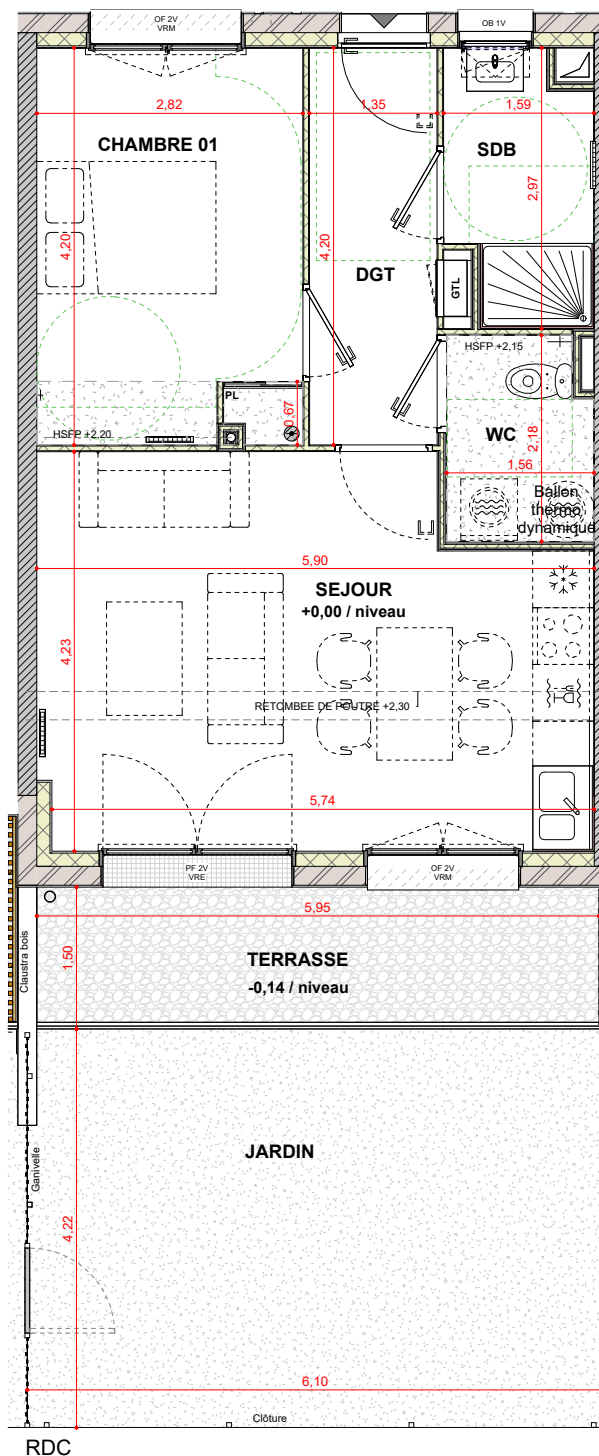 OF 2V
VRM
OB 1V
2,82
1,35
1,59
CHAMBRE 01
SDB
2,97
4,20
4,20
DGT
GTL
HSFP +2,15
PL
0,67
HSFP +2,20
WC
2,18
1,56
Ballon
thermo
dynamique
5,90
SEJOUR
+0,00 / niveau
4,23
RETOMBEE DE POUTRE +2,30
5,74
PF 2V
VRE
OF 2V
VRM
5,95
Claustra bois
1,50
TERRASSE
-0,14 / niveau
JARDIN
Ganivelle
4,22
6,10
Clôture
RDC